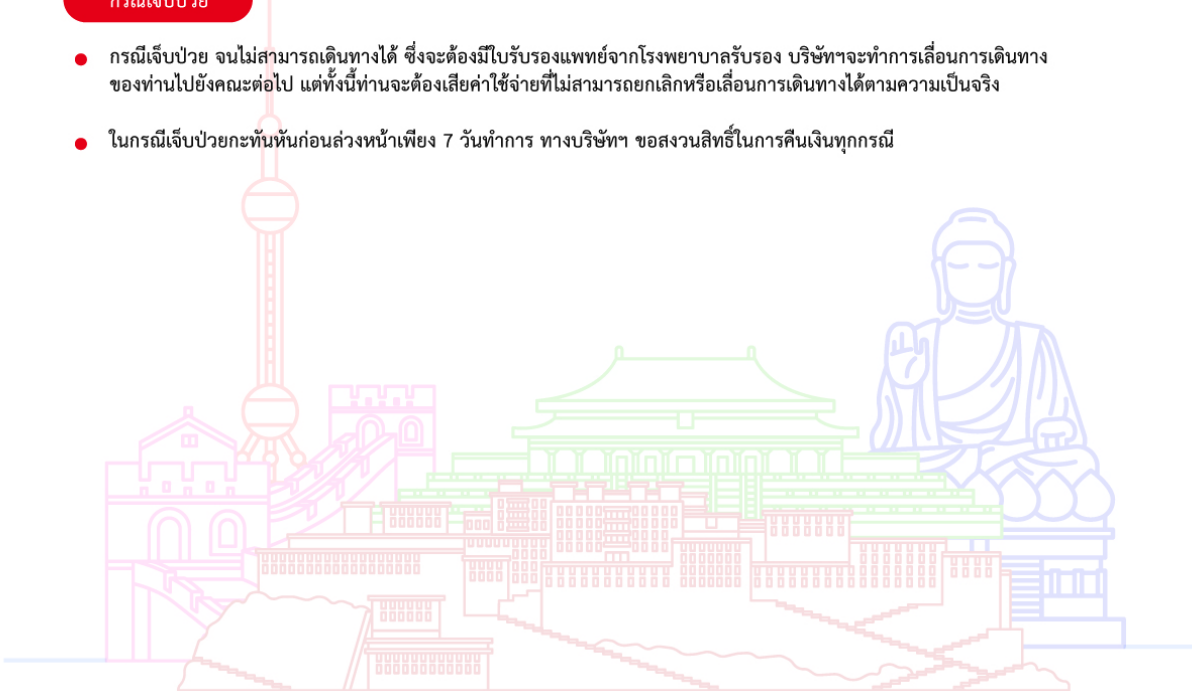 กรณีเจ็บป่วย
กรณีเจ็บป่วย จนไม่สามารถเดินทางได้ ซึ่งจะต้องมีใบรับรองแพทย์จากโรงพยาบาลรับรอง บริษัทฯจะทำการเลื่อนการเดินทาง
ของท่านไปยังคณะต่อไป แต่ทั้งนี้ท่านจะต้องเสียค่าใช้จ่ายที่ไม่สามารถยกเลิกหรือเลื่อนการเดินทางได้ตามความเป็นจริง
ในกรณีเจ็บป่วยกะทันหันก่อนล่วงหน้าเพียง 7 วันทำการ ทางบริษัทฯ ขอสงวนสิทธิ์ในการคืนเงินทุกกรณี